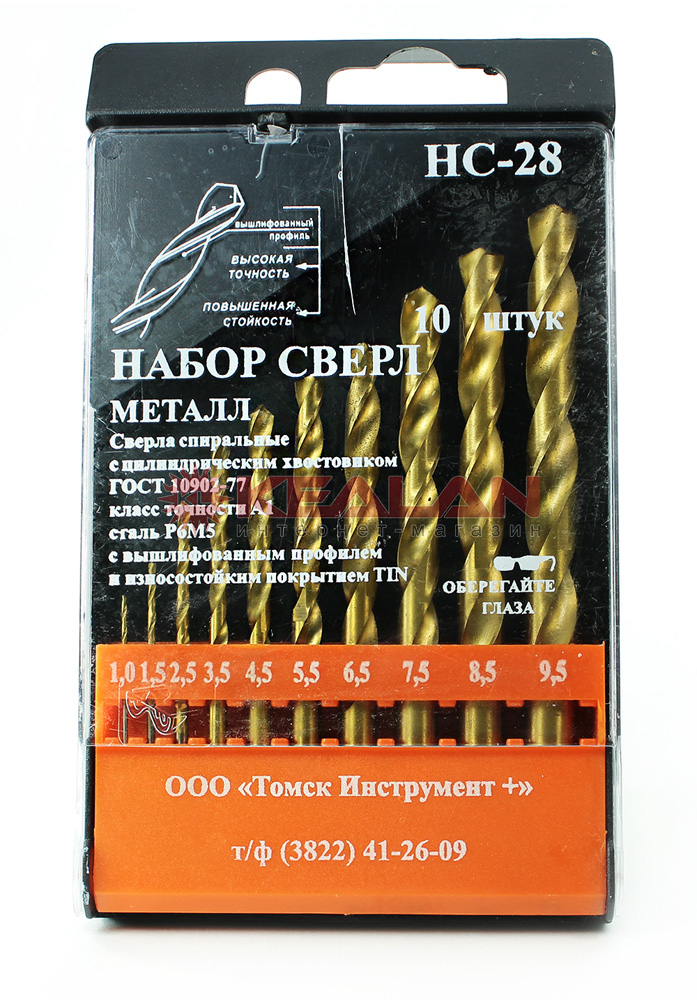 НС-28
вышлифованный
профиль
ВЫСОКАЯ
ТОЧНОСТЬ
ПОВЫШЕННАЯ
СТОЙКОСТЬ
10 штук
НАБОР СВЕРЛ
МЕТАЛЛ
Сверла спиральные
с цилиндрическим хвостовиком
ГОСТ 10902-77
класс точности А1
сталь Р6М5
с вышлифованным профилем
и износостойким покрытием TIN
KFALAN
интернет-магазин
ОБЕРЕГАЙТЕ
ГЛАЗА
1,0 1,5 2,5 3,5 4,5 5,5 6,5 7,5 8,5 9,5
ООО «Томск Инструмент +»
т/ф (3822) 41-26-09